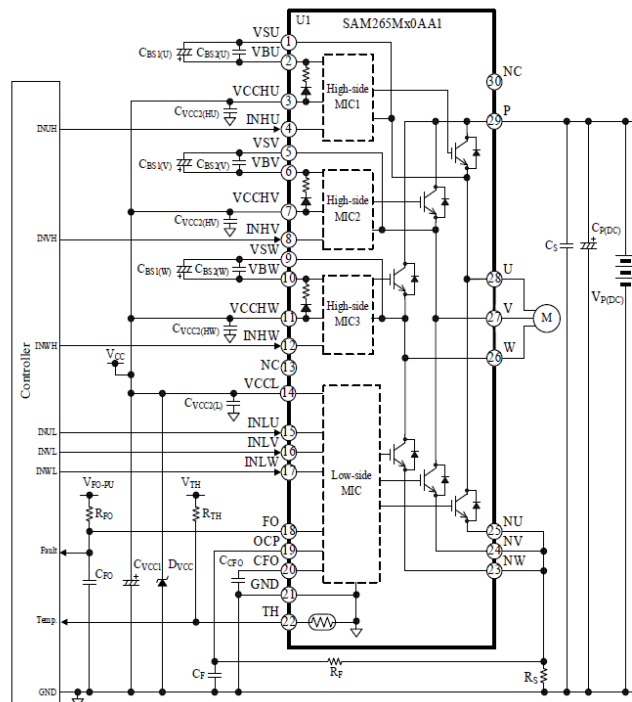 U1
SAM265Mx0AA1
VSU
1
CBS1(U)
CBS2(U)
VBU
2
NC
30
High-side
MIC1
VCCHU
3
P
29
CVCC2(HU)
INUH
INHU
4
VSV
5
CBS1(V)
CBS2(V)
VBV
6
High-side
MIC2
VCCHV
7
CVCC2(HV)
INVH
INHV
8
CS
CP(DC)
VSW
9
CBS1(W)
CBS2(W)
VBW
10
U
28
VP(DC)
High-side
MIC3
VCCHW
11
V
27
M
CVCC2(HW)
INWH
INHW
12
W
26
Controller
VCC
NC
13
VCCL
14
CVCC2(L)
INUL
INLU
15
INVL
INLV
16
INWL
INLW
17
Low-side
MIC
VFO-PU
VTH
RFO
RTH
FO
18
NU
25
Fault
OCP
19
NV
24
CCFO
CFO
20
NW
23
CFO
CVCC1
DVCC
GND
21
Temp.
TH
22
CF
RF
RS
GND